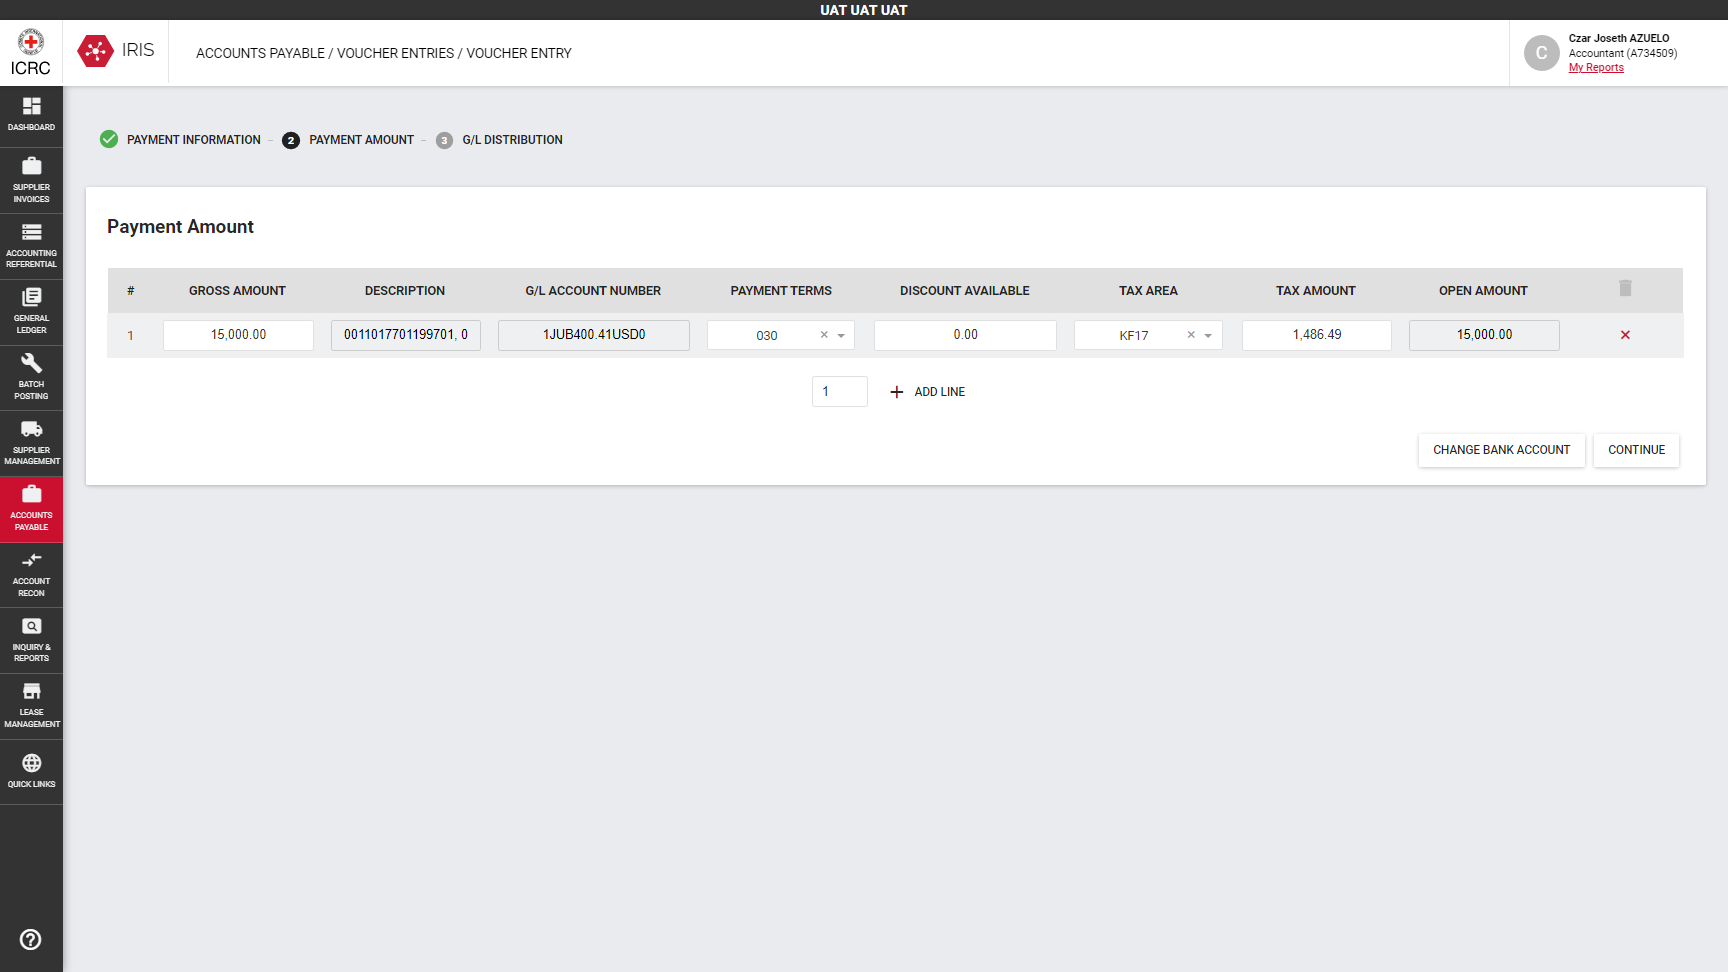 UAT UAT UAT
ICRC
IRIS
ACCOUNTS PAYABLE / VOUCHER ENTRIES / VOUCHER ENTRY
C
Czar Joseth AZUELO
Accountant (A734509)
My Reports
DASHBOARD
SUPPLIER
INVOICES
ACCOUNTING
REFERENTIAL
GENERAL
LEDGER
BATCH
POSTING
SUPPLIER
MANAGEMENT
ACCOUNTS
PAYABLE
ACCOUNT
RECON
INQUIRY &
REPORTS
LEASE
MANAGEMENT
QUICK LINKS
PAYMENT INFORMATION – 2 PAYMENT AMOUNT – 3 G/L DISTRIBUTION
Payment Amount
# GROSS AMOUNT DESCRIPTION G/L ACCOUNT NUMBER PAYMENT TERMS DISCOUNT AVAILABLE TAX AREA TAX AMOUNT OPEN AMOUNT
1 15,000.00 0011017701199701, 0 1JUB400.41USD0 030 0.00 KF17 1,486.49 15,000.00
1 ADD LINE
CHANGE BANK ACCOUNT CONTINUE